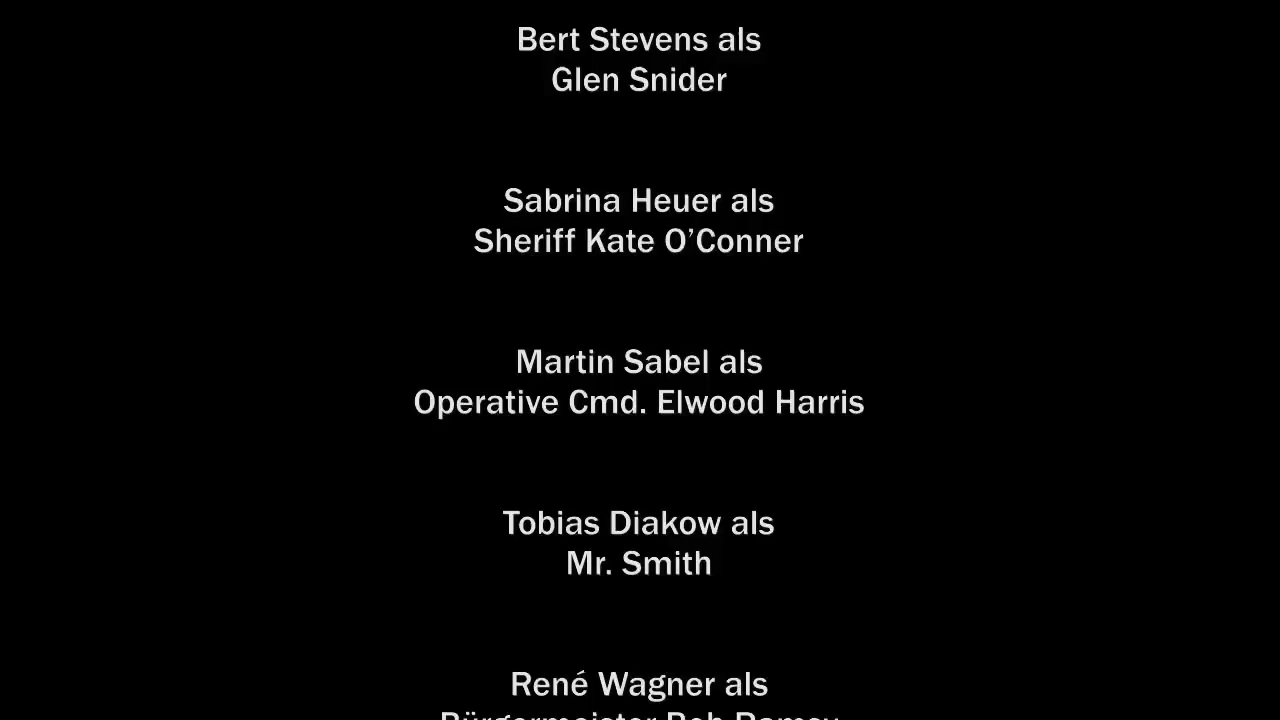 Bert Stevens als
Glen Snider
Sabrina Heuer als
Sheriff Kate O’Conner
Martin Sabel als
Operative Cmd. Elwood Harris
Tobias Diakow als
Mr. Smith
René Wagner als
Bürgermeister